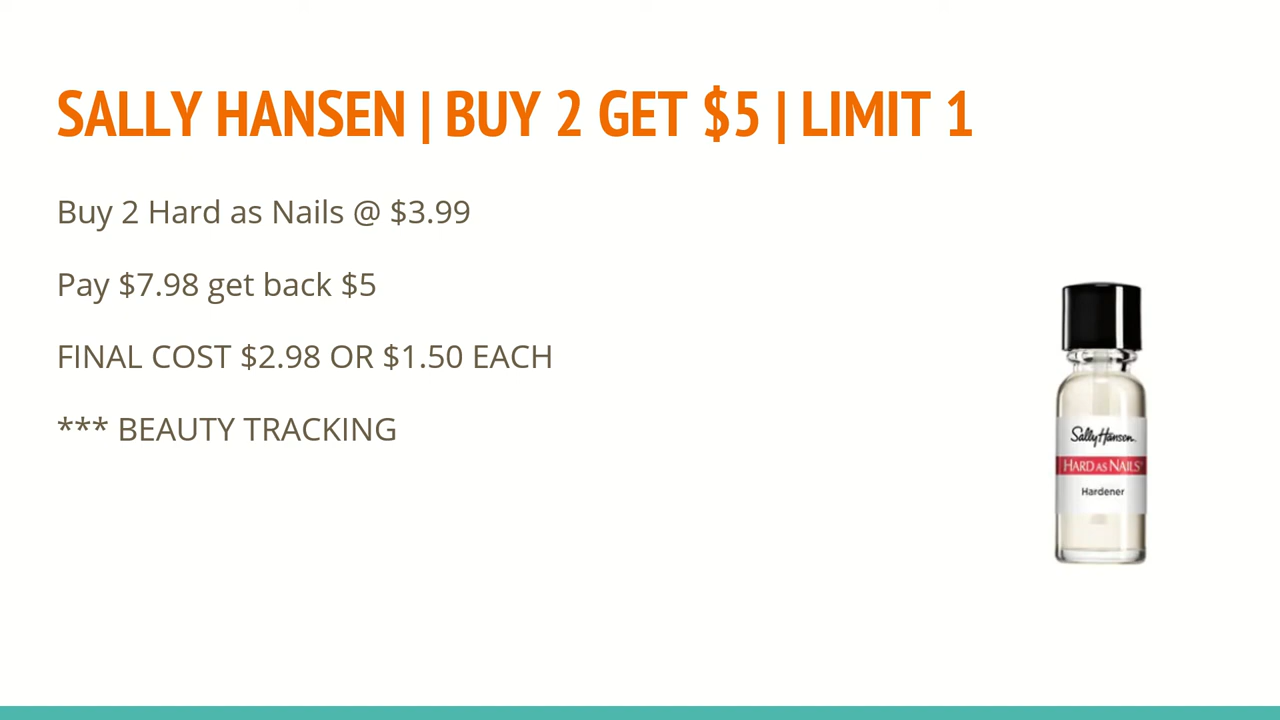 SALLY HANSEN | BUY 2 GET $5 | LIMIT 1
Buy 2 Hard as Nails @ $3.99
Pay $7.98 get back $5
FINAL COST $2.98 OR $1.50 EACH
*** BEAUTY TRACKING
Sally Hansen.
HARD AS NAILS
Hardener